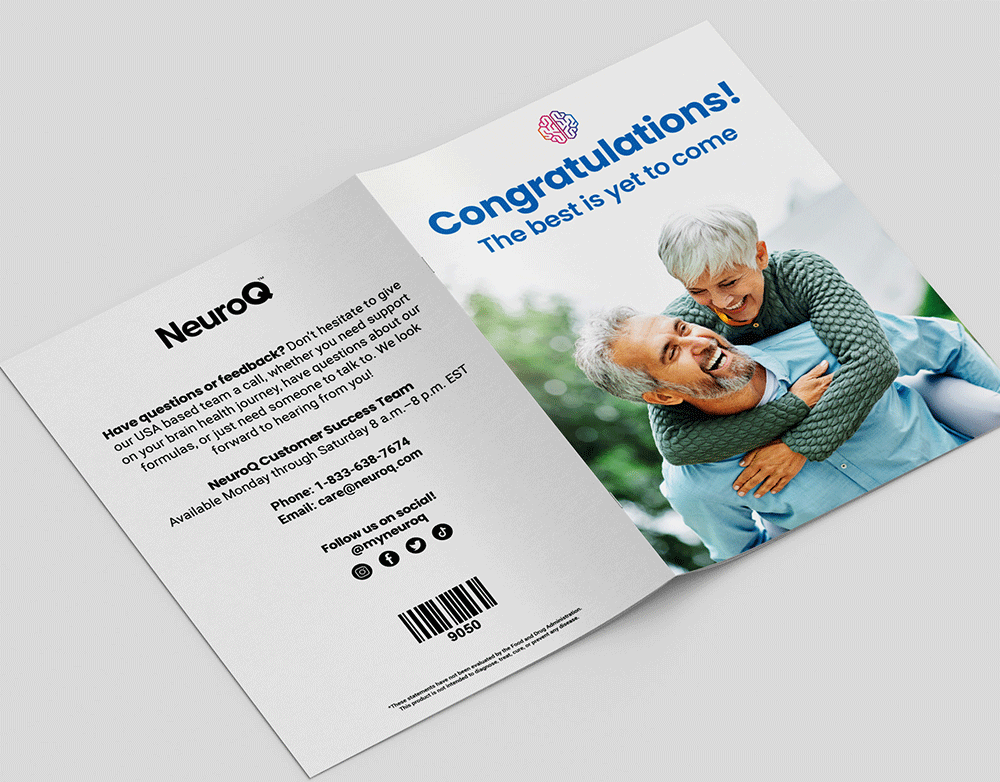 NeuroQ™
Have questions or feedback? Don't hesitate to give
our USA based team a call, whether you need support
on your brain health journey, have questions about our
formulas, or just need someone to talk to. We look
forward to hearing from you!
NeuroQ Customer Success Team
Available Monday through Saturday 8 a.m.–8 p.m. EST
Phone: 1-833-638-7674
Email: care@neuroq.com
Follow us on social!
@myneuroq
9050
*These statements have not been evaluated by the Food and Drug Administration.
This product is not intended to diagnose, treat, cure, or prevent any disease.
Congratulations!
The best is yet to come